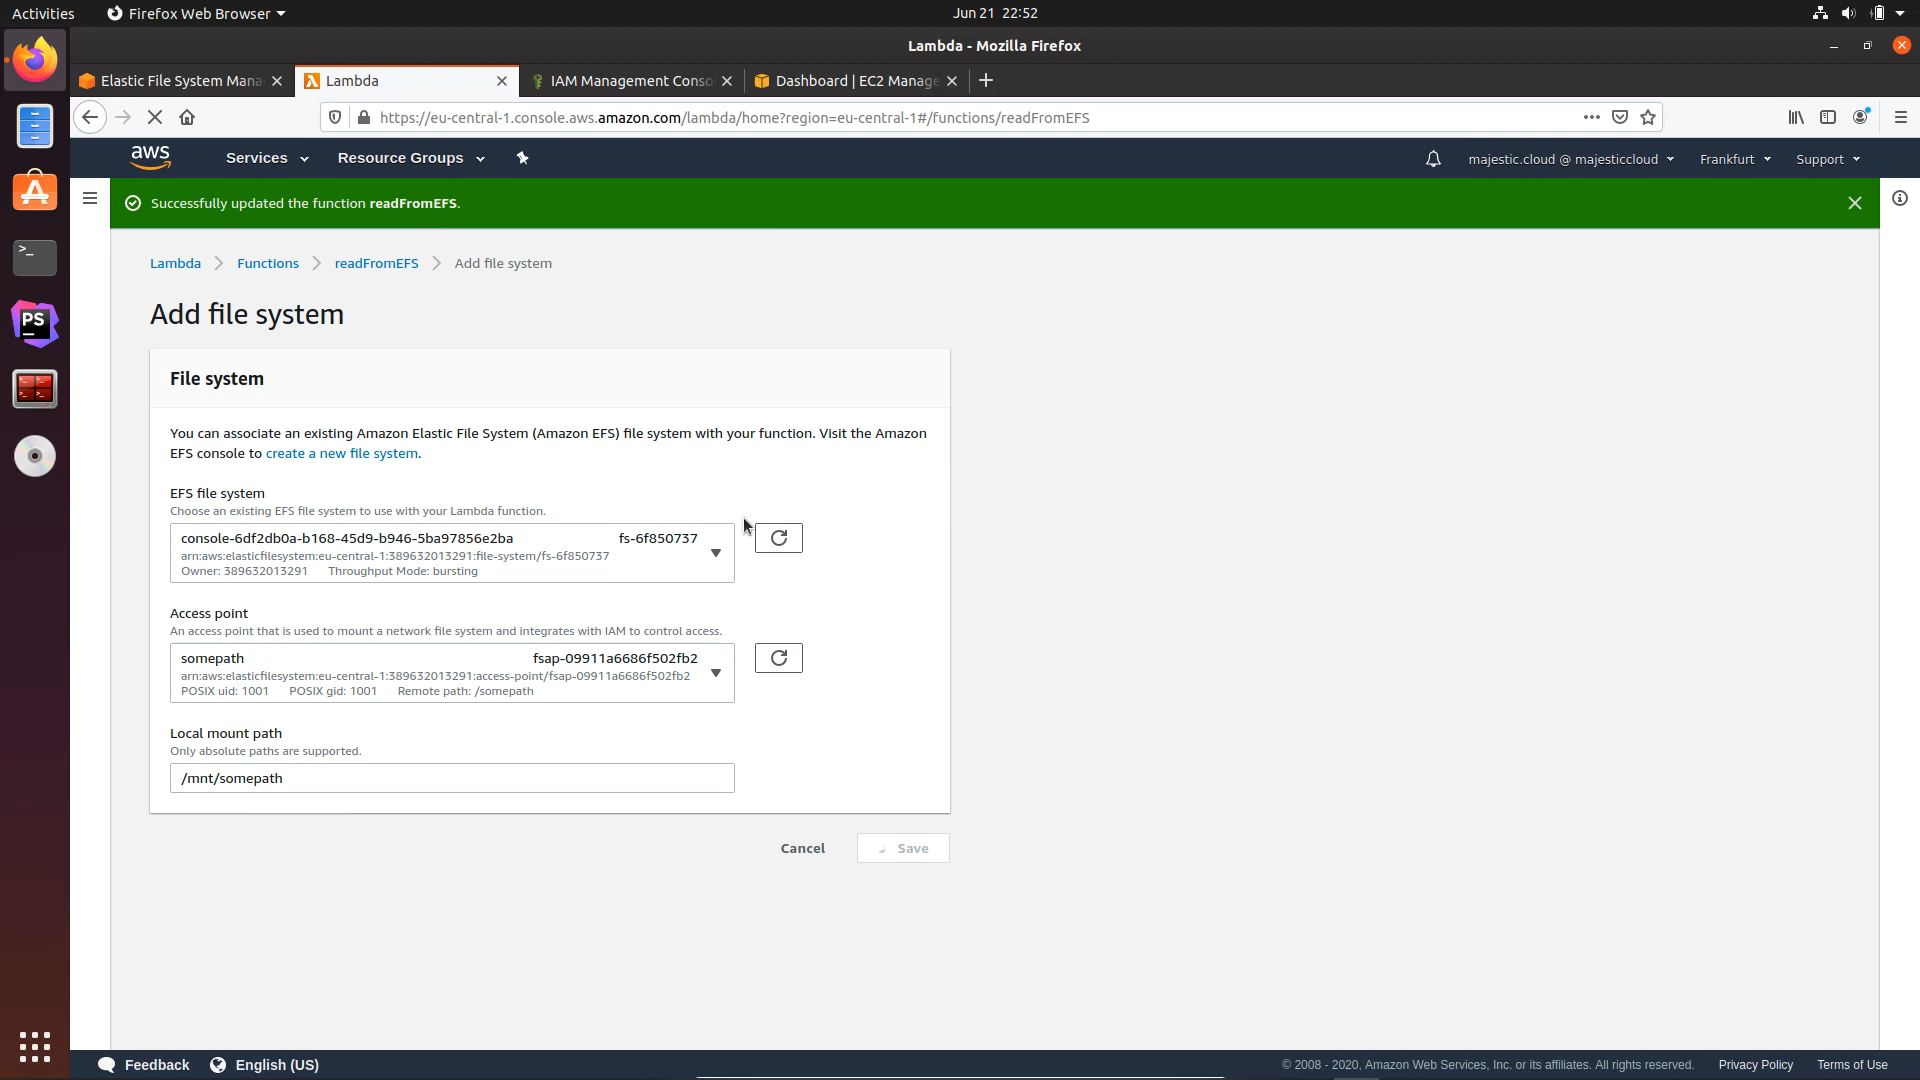 Activities
Firefox Web Browser
Jun 21 22:52
Lambda - Mozilla Firefox
Elastic File System Mana
Lambda
IAM Management Conso
Dashboard | EC2 Manage
https://eu-central-1.console.aws.amazon.com/lambda/home?region=eu-central-1#/functions/readFromEFS
aws
Services
Resource Groups
majestic.cloud @ majesticcloud
Frankfurt
Support
Successfully updated the function readFromEFS.
Lambda
Functions
readFromEFS
Add file system
Add file system
File system
You can associate an existing Amazon Elastic File System (Amazon EFS) file system with your function. Visit the Amazon
EFS console to create a new file system.
EFS file system
Choose an existing EFS file system to use with your Lambda function.
console-6df2db0a-b168-45d9-b946-5ba97856e2ba fs-6f850737
arn:aws:elasticfilesystem:eu-central-1:389632013291:file-system/fs-6f850737
Owner: 389632013291 Throughput Mode: bursting
Access point
An access point that is used to mount a network file system and integrates with IAM to control access.
somepath fsap-09911a6686f502fb2
arn:aws:elasticfilesystem:eu-central-1:389632013291:access-point/fsap-09911a6686f502fb2
POSIX uid: 1001 POSIX gid: 1001 Remote path: /somepath
Local mount path
Only absolute paths are supported.
/mnt/somepath
Cancel
Save
PS
Feedback
English (US)
© 2008 - 2020, Amazon Web Services, Inc. or its affiliates. All rights reserved.
Privacy Policy
Terms of Use